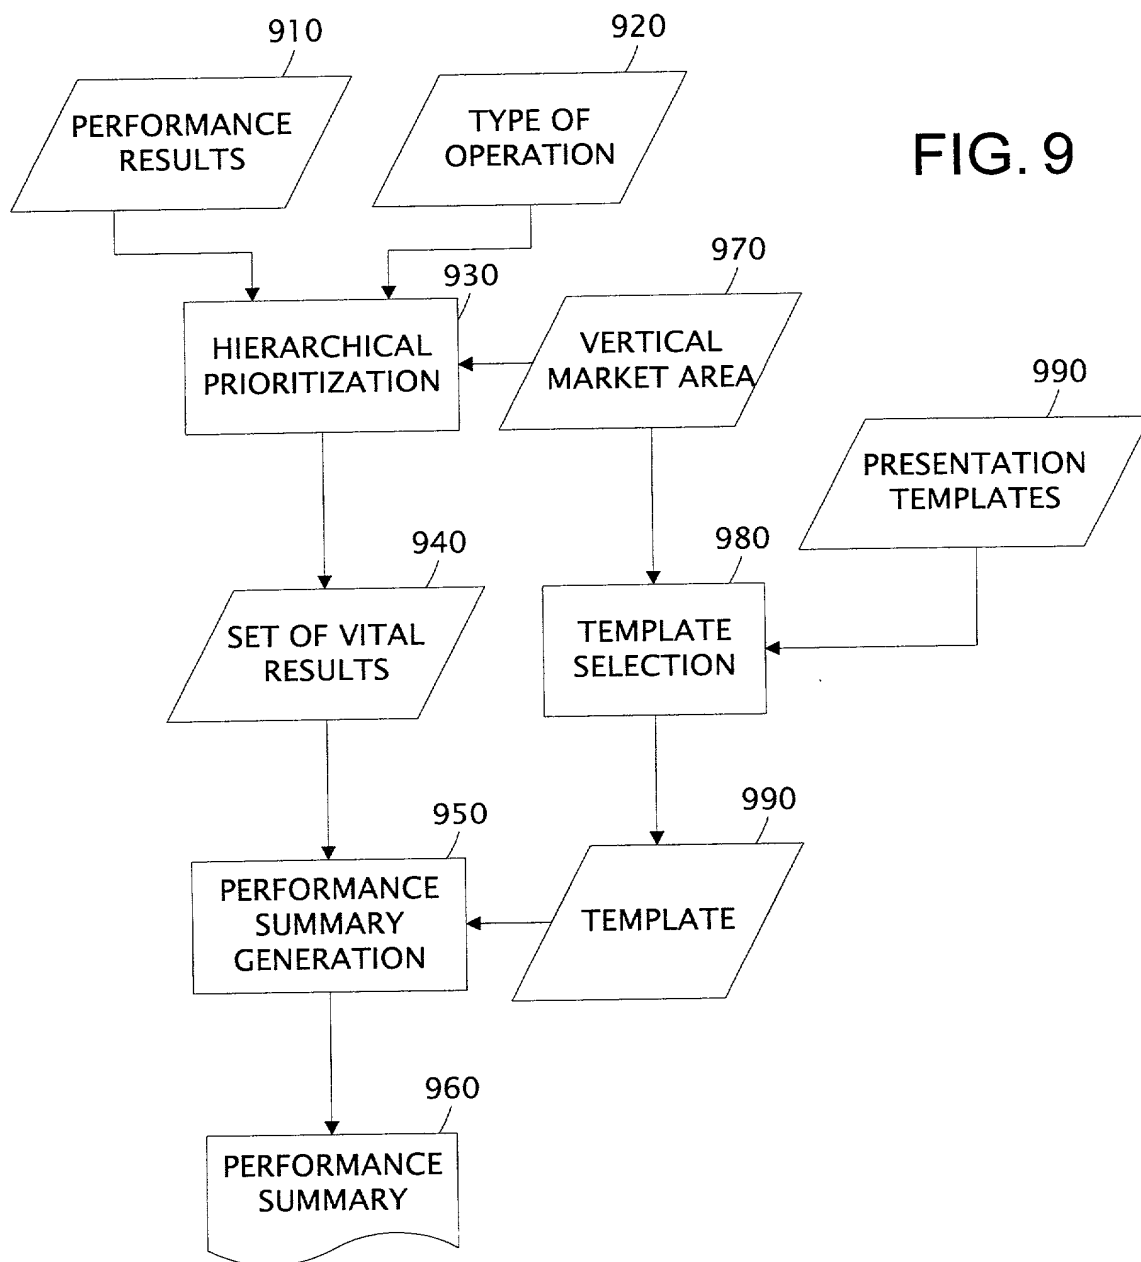 910
920
PERFORMANCE
RESULTS
TYPE OF
OPERATION
FIG. 9
930
970
HIERARCHICAL
PRIORITIZATION
VERTICAL
MARKET AREA
990
PRESENTATION
TEMPLATES
940
980
SET OF VITAL
RESULTS
TEMPLATE
SELECTION
950
990
PERFORMANCE
SUMMARY
GENERATION
TEMPLATE
960
PERFORMANCE
SUMMARY